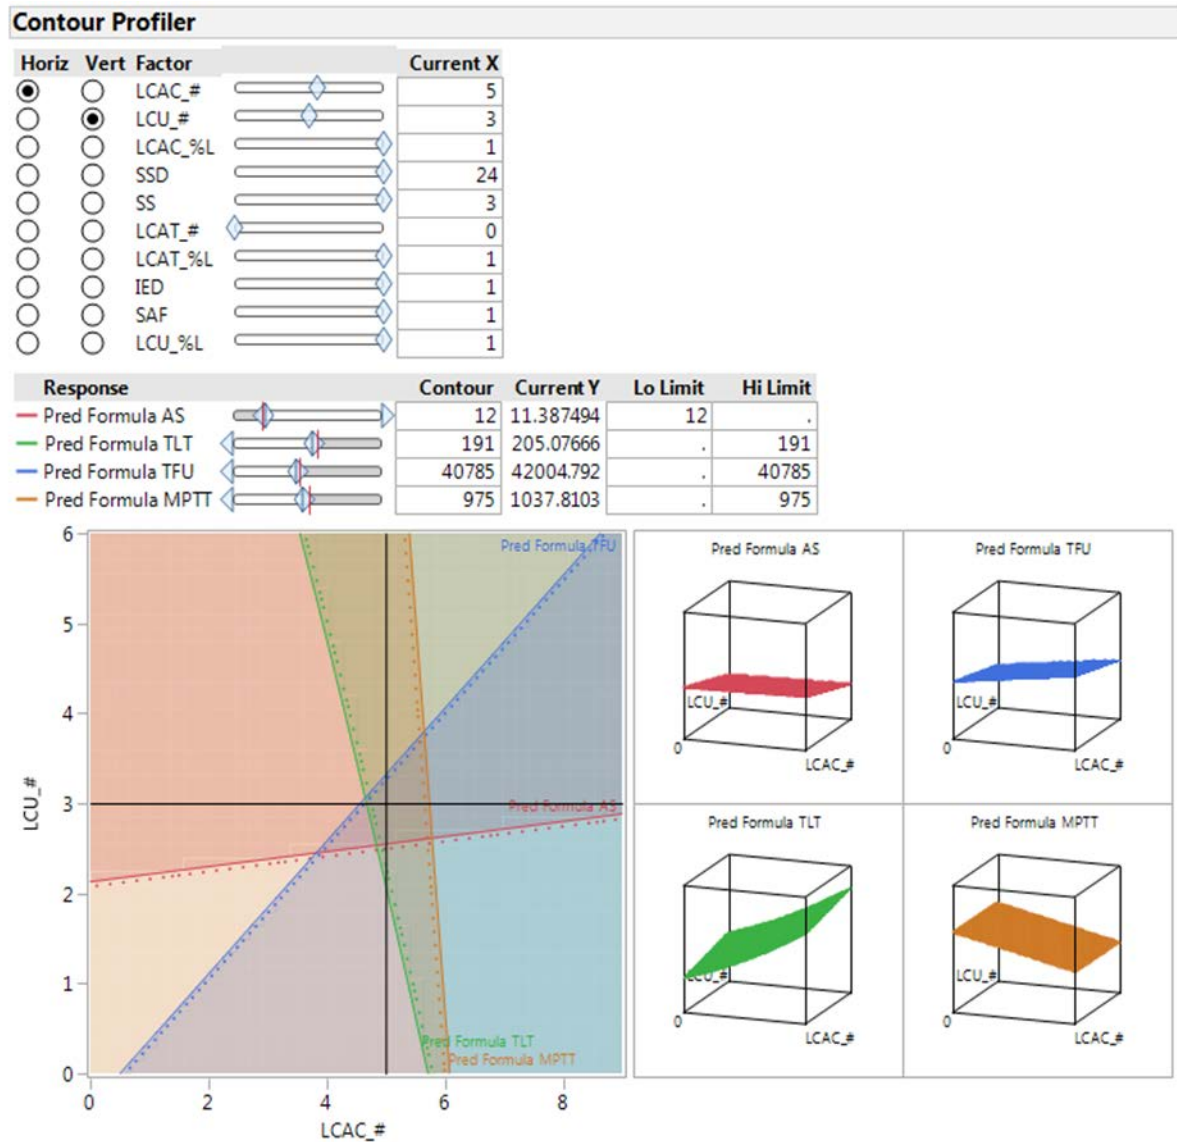 Contour Profiler
Horiz Vert Factor Current X
LCAC_# 5
LCU_# 3
LCAC_%L 1
SSD 24
SS 3
LCAT_# 0
LCAT_%L 1
IED 1
SAF 1
LCU_%L 1
Response Contour Current Y Lo Limit Hi Limit
Pred Formula AS 12 11.387494 12 .
Pred Formula TLT 191 205.07666 . 191
Pred Formula TFU 40785 42004.792 . 40785
Pred Formula MPTT 975 1037.8103 . 975
6
5
4
3
2
1
0
LCU_#
Pred Formula TFU
Pred Formula AS
Pred Formula TLT
Pred Formula MPTT
0 2 4 6 8
LCAC_#
Pred Formula AS
LCU_#
0
LCAC_#
Pred Formula TFU
LCU_#
0
LCAC_#
Pred Formula TLT
LCU_#
0
LCAC_#
Pred Formula MPTT
LCU_#
0
LCAC_#